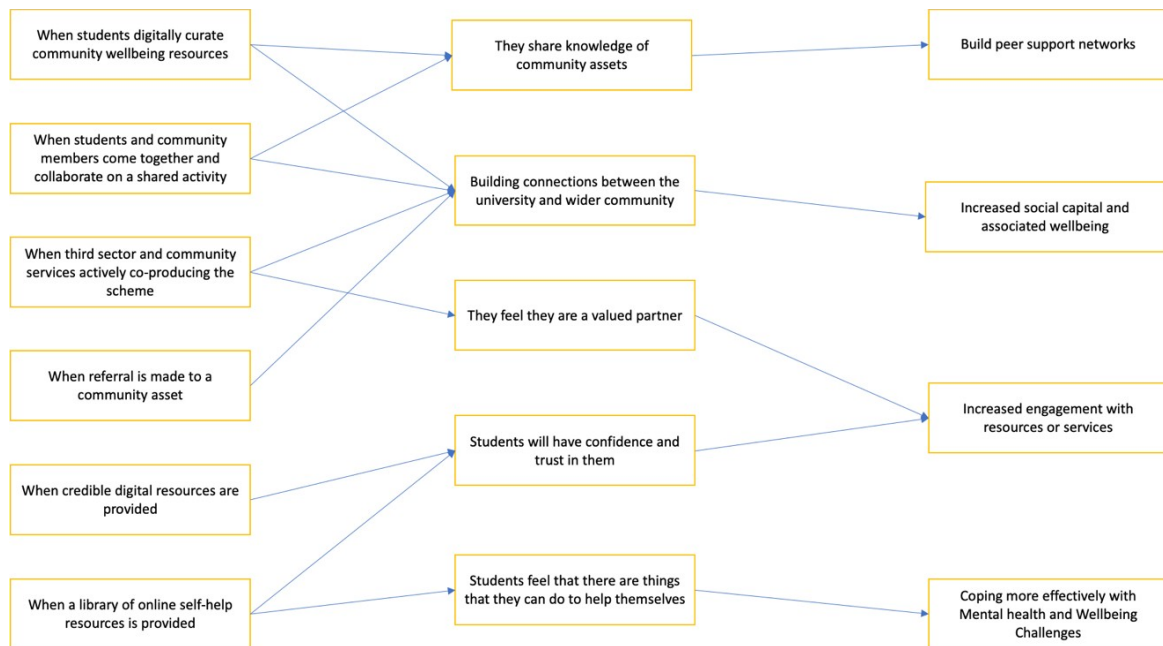 When students digitally curate
community wellbeing resources
They share knowledge of
community assets
Build peer support networks
When students and community
members come together and
collaborate on a shared activity
Building connections between the
university and wider community
Increased social capital and
associated wellbeing
When third sector and community
services actively co-producing the
scheme
They feel they are a valued partner
When referral is made to a
community asset
Increased engagement with
resources or services
Students will have confidence and
trust in them
When credible digital resources are
provided
When a library of online self-help
resources is provided
Students feel that there are things
that they can do to help themselves
Coping more effectively with
Mental health and Wellbeing
Challenges